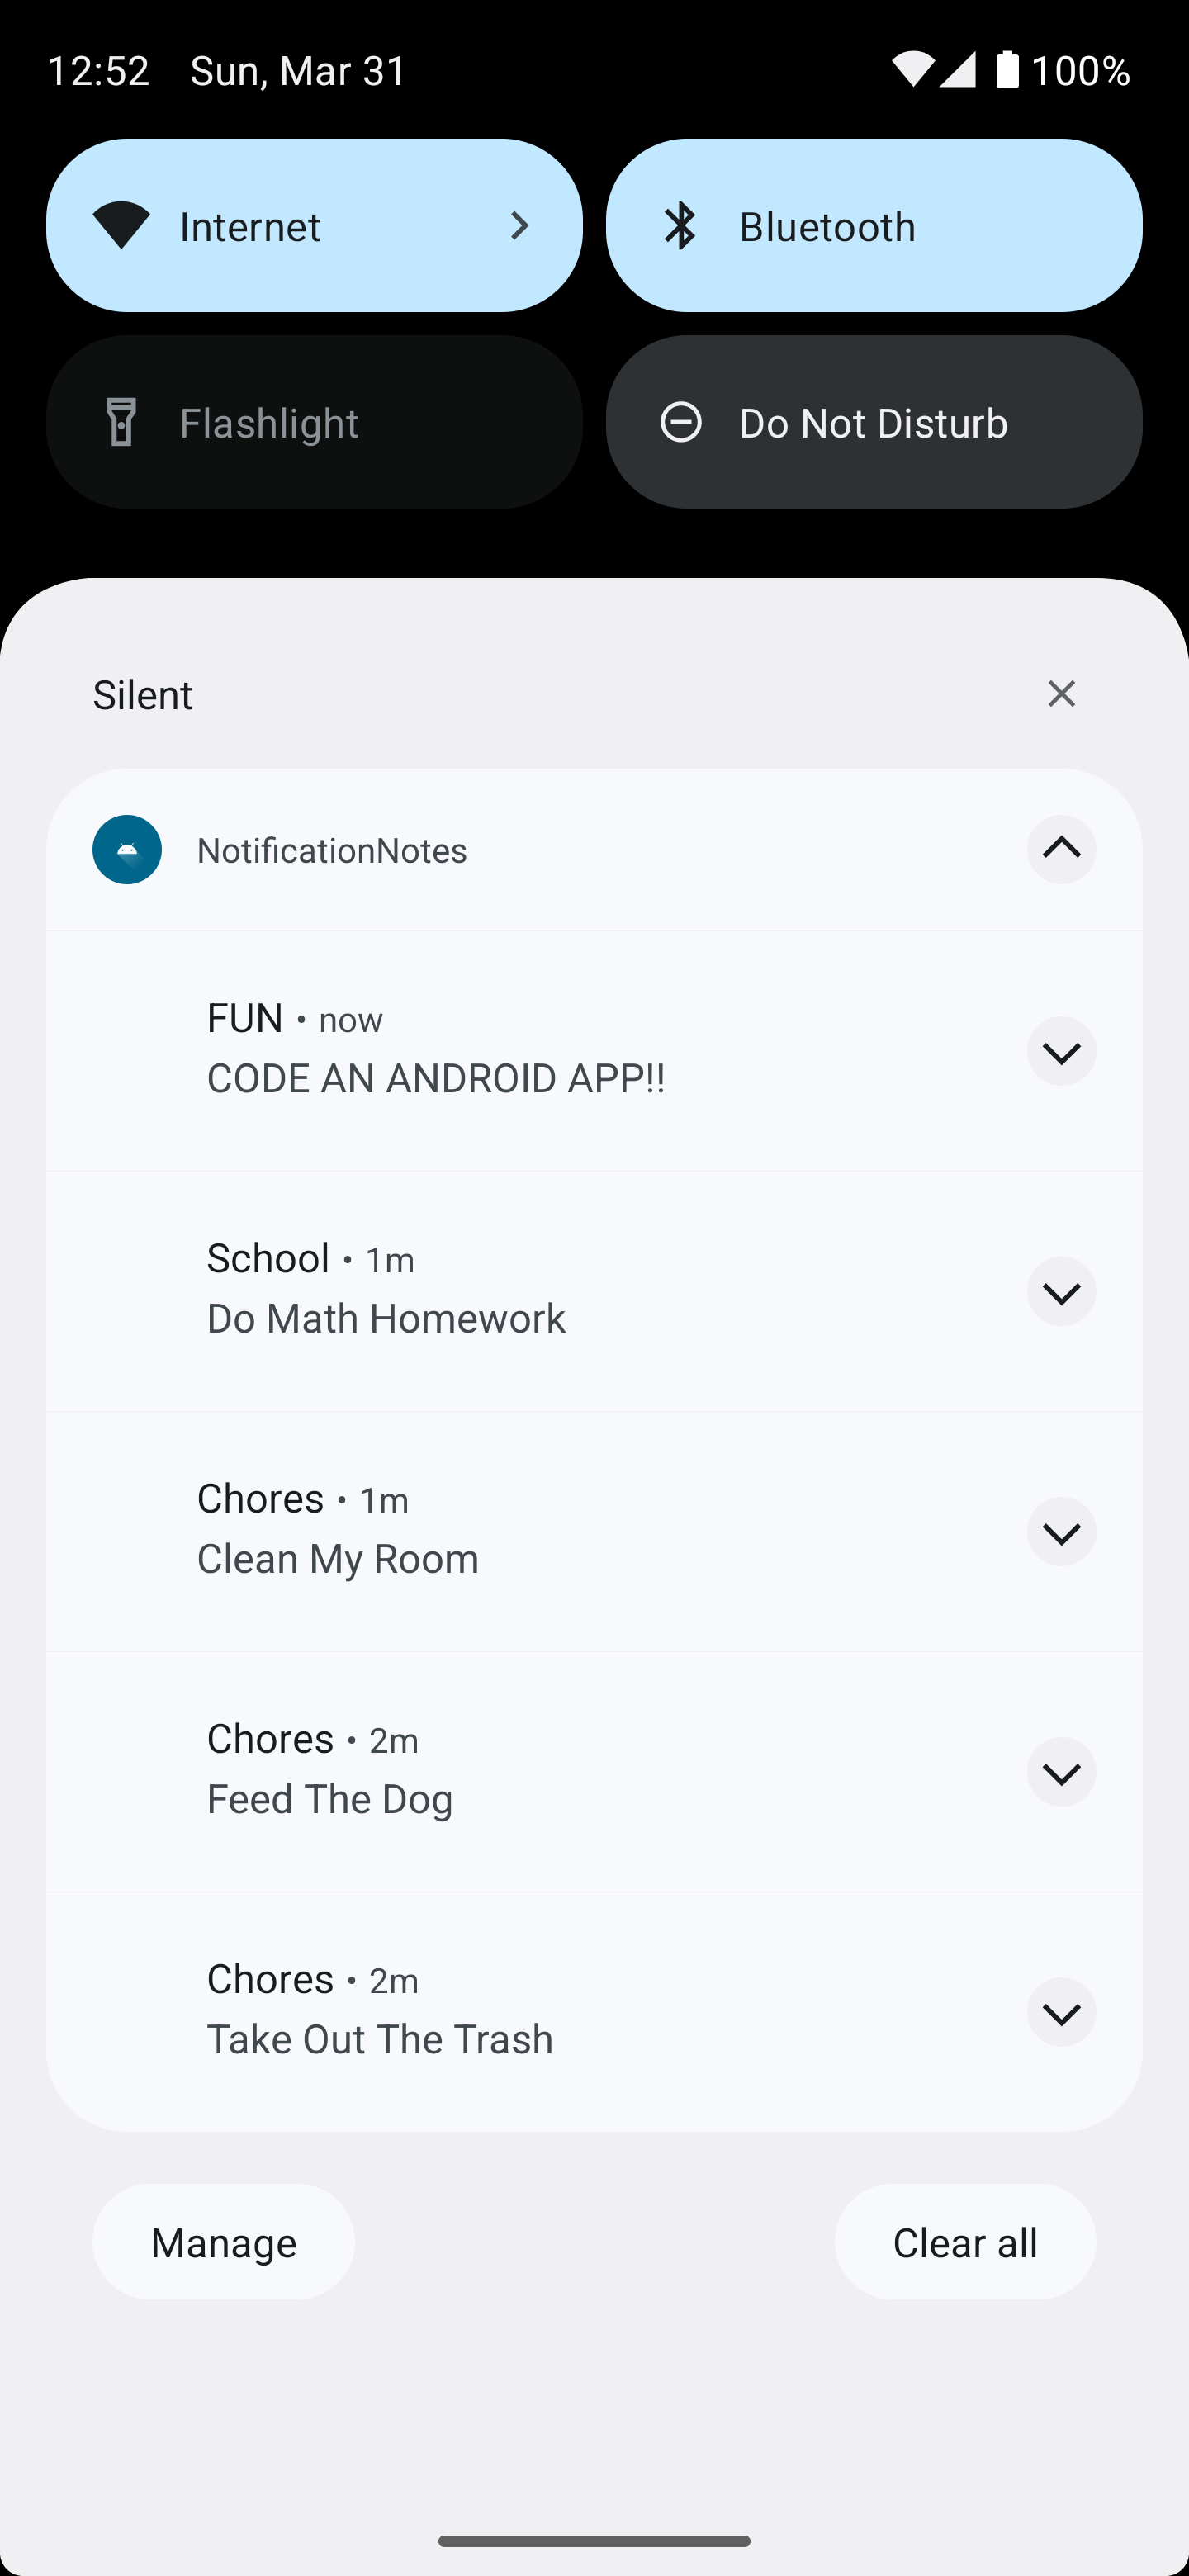 12:52 Sun, Mar 31 100%
Internet Bluetooth
Flashlight Do Not Disturb
Silent
NotificationNotes
FUN • now
CODE AN ANDROID APP!!
School • 1m
Do Math Homework
Chores • 1m
Clean My Room
Chores • 2m
Feed The Dog
Chores • 2m
Take Out The Trash
Manage Clear all